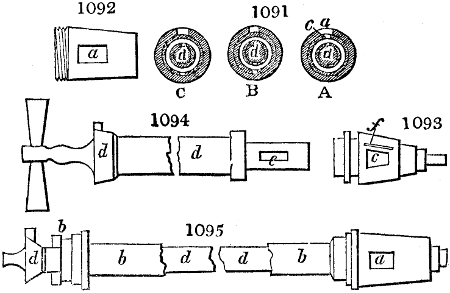 1092 1091
a d d c a d
C B A
1094 1093
d d e f c
1095
d b b d d b a